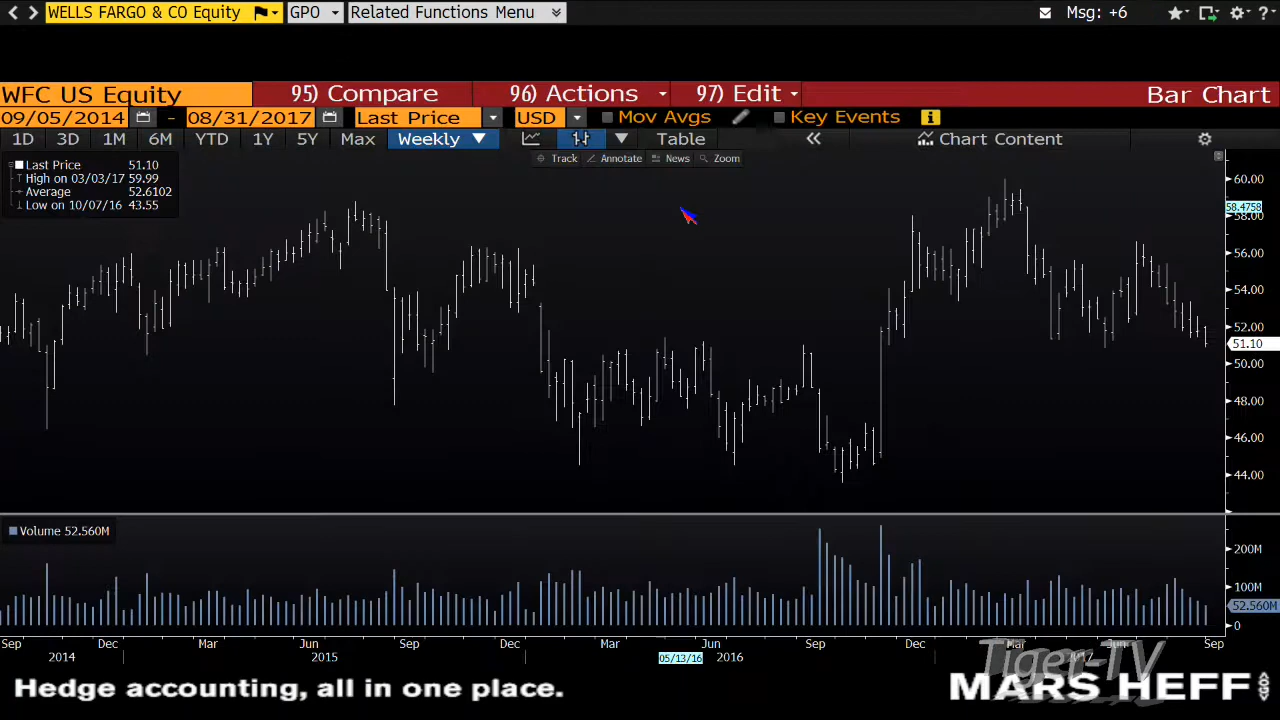 WELLS FARGO & CO Equity GPO Related Functions Menu Msg: +6 ?
WFC US Equity 95) Compare 96) Actions 97) Edit Bar Chart
09/05/2014 - 08/31/2017 Last Price USD Mov Avgs Key Events
1D 3D 1M 6M YTD 1Y 5Y Max Weekly Table Chart Content
Track Annotate News Zoom
Last Price 51.10
High on 03/03/17 59.99
Average 52.6102
Low on 10/07/16 43.55
60.00
58.4758
58.00
56.00
54.00
52.00
51.10
50.00
48.00
46.00
44.00
Volume 52.560M
200M
100M
52.560M
0
Sep Dec Mar Jun Sep Dec Mar Jun Sep Dec Mar Jun Sep
2014 2015 05/13/16 2016 2017
Tiger-TV
Hedge accounting, all in one place.
MARS HEFF